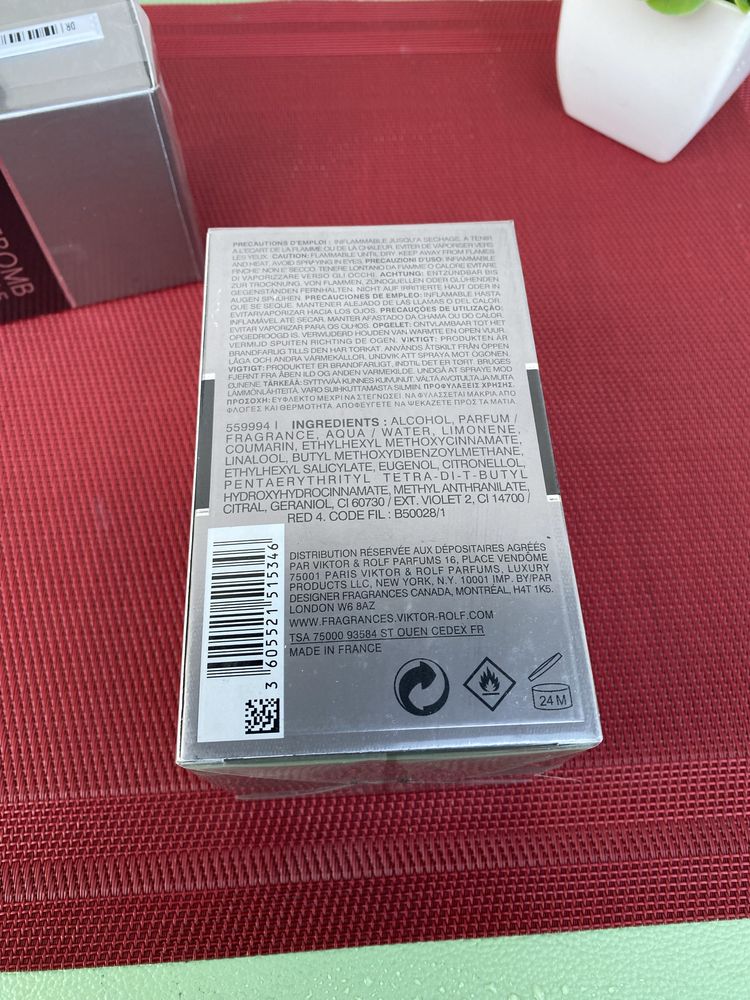 DR |
TROMB
PRECAUTIONS D'EMPLOI : INFLAMMABLE JUSQU'A SECHAGE, A TENIR
A L'ECART DE LA FLAMME OU DE LA CHALEUR. EVITER DE VAPORISER VERS
LES YEUX. CAUTION: FLAMMABLE UNTIL DRY. KEEP AWAY FROM FLAMES
AND HEAT, AVOID SPRAYING IN EYES. PRECAUZIONI D'USO: INFIAMMABILE
FINCHE' NON E' SECCO. TENERE LONTANO DA FIAMME O CALORE EVITARE
DI VAPORIZZARE VERSO GLI OCCHI. ACHTUNG: ENTZÜNDBAR BIS
ZUR TROCKNUNG, VON FLAMMEN, ZÜNDQUELLEN ODER GLÜHENDEN
GEGENSTÄNDEN FERNHALTEN. NICHT AUF IRRITIERTE HAUT ODER IN
AUGEN SPRÜHEN. PRECAUCIONES DE EMPLEO: INFLAMABLE HASTA
QUE SE SEQUE. MANTENER ALEJADO DE LAS LLAMAS O DEL CALOR.
EVITAR VAPORIZAR HACIA LOS OJOS. PRECAUÇÕES DE UTILIZAÇÃO:
INFLAMÁVEL ATÉ SECAR. MANTER AFASTADO DA CHAMA OU DO CALOR.
EVITAR VAPORIZAR PARA OS OLHOS. OPGELET: ONTVLAMBAAR TOT HET
OPGEDROOGD IS. VERWIJDERD HOUDEN VAN WARMTE EN OPEN VUUR.
VERMIJD SPUITEN RICHTING DE OGEN. VIKTIGT: PRODUKTEN ÄR
BRANDFARLIG TILLS DEN HAR TORKAT. ANVÄNDS ÅTSKILT FRÅN ÖPPEN
LÅGA OCH ANDRA VÄRMEKÄLLOR. UNDVIK ATT SPRAYA MOT ÖGONEN.
VIGTIGT: PRODUKTET ER BRANDFARLIGT, INDTIL DET ER TØRT. BRUGES
FJERNT FRA ÅBEN ILD OG ANDEN VARMEKILDE. UNDGÅ AT SPRAYE MOD
ØJNENE. TÄRKEÄÄ: SYTTYVÄÄ KUNNES KUIVUNUT. VÄLTÄ AVOTULTA JA MUITA
LÄMMÖNLÄHTEITÄ. VARO SUIHKUTTAMASTA SILMIIN. ΠΡΟΦΥΛΑΞΕΙΣ ΧΡΗΣΗΣ.
ΠΡΟΣΟΧΗ: ΕΥΦΛΕΚΤΟ ΜΕΧΡΙ ΝΑ ΣΤΕΓΝΩΣΕΙ. ΝΑ ΦΥΛΑΣΣΕΤΑΙ ΜΑΚΡΙΑ ΑΠΟ
ΦΛΟΓΕΣ ΚΑΙ ΘΕΡΜΟΤΗΤΑ ΑΠΟΦΕΥΓΕΤΕ ΝΑ ΨΕΚΑΖΕΤΕ ΠΡΟΣ ΤΑ ΜΑΤΙΑ.
559994 I INGREDIENTS : ALCOHOL, PARFUM /
FRAGRANCE, AQUA / WATER, LIMONENE,
COUMARIN, ETHYLHEXYL METHOXYCINNAMATE,
LINALOOL, BUTYL METHOXYDIBENZOYLMETHANE,
ETHYLHEXYL SALICYLATE, EUGENOL, CITRONELLOL,
PENTAERYTHRITYL TETRA-DI-T-BUTYL
HYDROXYHYDROCINNAMATE, METHYL ANTHRANILATE,
CITRAL, GERANIOL, CI 60730 / EXT. VIOLET 2, CI 14700 /
RED 4. CODE FIL : B50028/1
DISTRIBUTION RÉSERVÉE AUX DÉPOSITAIRES AGRÉÉS
PAR VIKTOR & ROLF PARFUMS 16, PLACE VENDÔME
75001 PARIS VIKTOR & ROLF PARFUMS, LUXURY
PRODUCTS LLC, NEW YORK, N.Y. 10001 IMP. BY/PAR
DESIGNER FRAGRANCES CANADA, MONTRÉAL, H4T 1K5.
LONDON W6 8AZ
WWW.FRAGRANCES.VIKTOR-ROLF.COM
TSA 75000 93584 ST OUEN CEDEX FR
MADE IN FRANCE
3 605521 515346
24 M